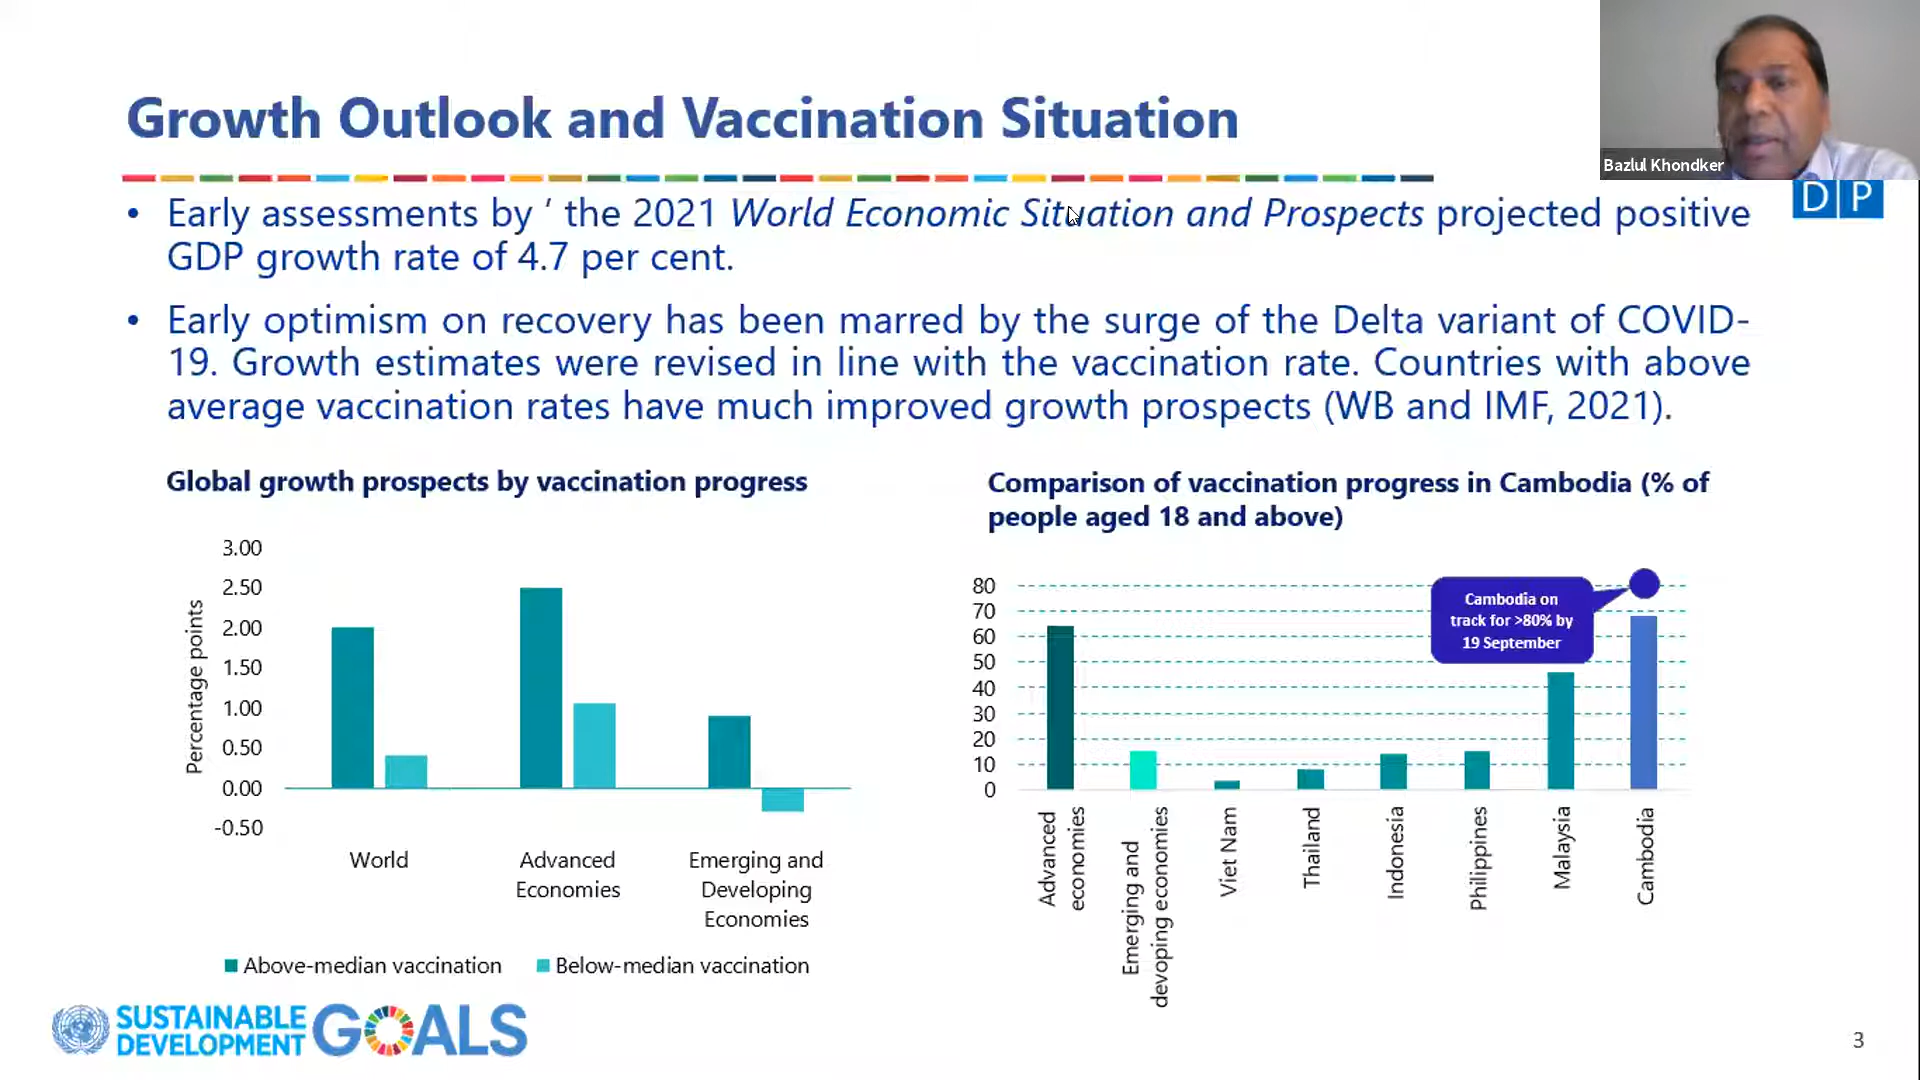 Growth Outlook and Vaccination Situation
Bazlul Khondker
D P
• Early assessments by ‘ the 2021 World Economic Situation and Prospects projected positive
GDP growth rate of 4.7 per cent.
• Early optimism on recovery has been marred by the surge of the Delta variant of COVID-
19. Growth estimates were revised in line with the vaccination rate. Countries with above
average vaccination rates have much improved growth prospects (WB and IMF, 2021).
Global growth prospects by vaccination progress
Percentage points
3.00
2.50
2.00
1.50
1.00
0.50
0.00
-0.50
World
Advanced
Economies
Emerging and
Developing
Economies
Above-median vaccination
Below-median vaccination
Comparison of vaccination progress in Cambodia (% of
people aged 18 and above)
80
70
60
50
40
30
20
10
0
Cambodia on
track for >80% by
19 September
Advanced
economies
Emerging and
devoping economies
Viet Nam
Thailand
Indonesia
Philippines
Malaysia
Cambodia
SUSTAINABLE
DEVELOPMENT
GOALS
3